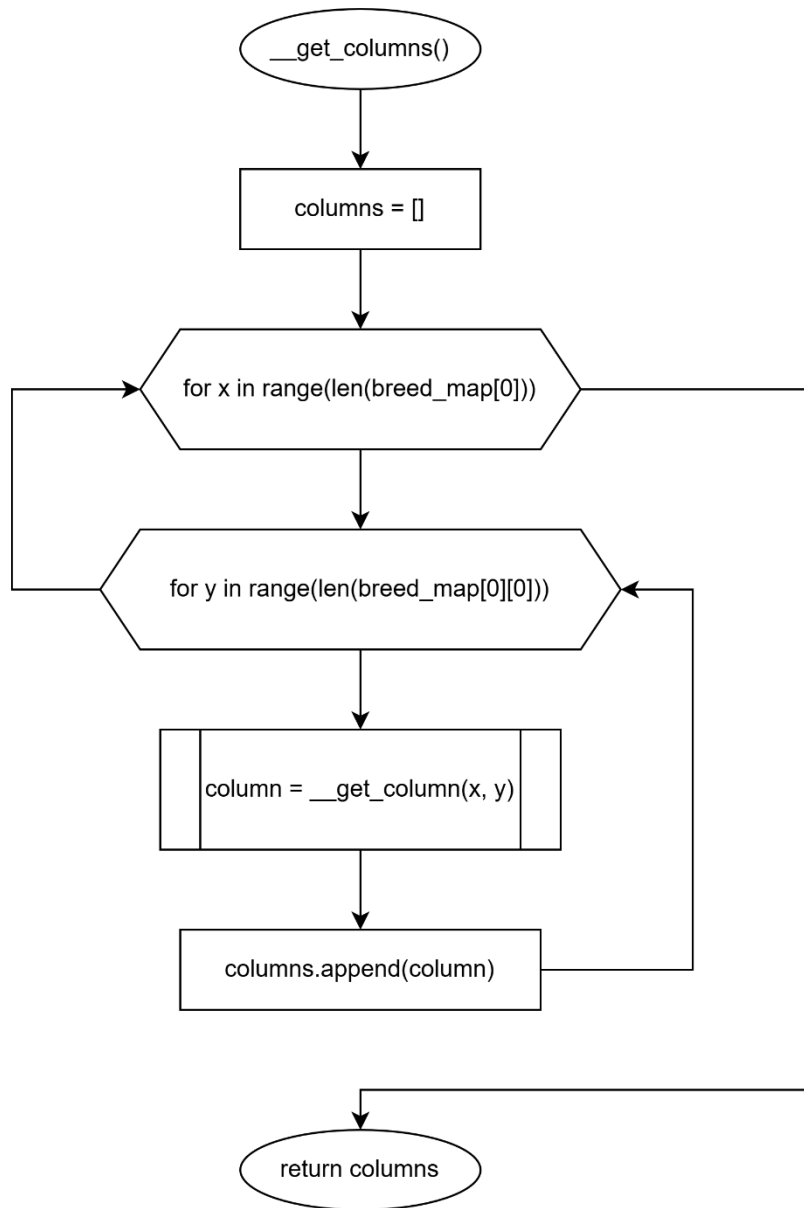 __get_columns()
columns = []
for x in range(len(breed_map[0]))
for y in range(len(breed_map[0][0]))
column = __get_column(x, y)
columns.append(column)
return columns